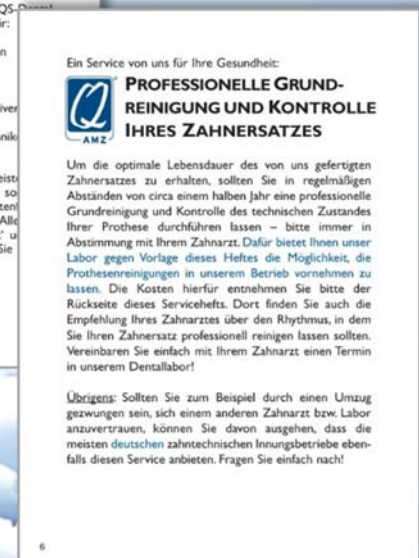 ir:
n
Ein Service von uns für Ihre Gesundheit:
PROFESSIONELLE GRUND-
REINIGUNG UND KONTROLLE
IHRES ZAHNERSATZES
Q
AMZ
Um die optimale Lebensdauer des von uns gefertigten
Zahnersatzes zu erhalten, sollten Sie in regelmäßigen
Abständen von circa einem halben Jahr eine professionelle
Grundreinigung und Kontrolle des technischen Zustandes
Ihrer Prothese durchführen lassen – bitte immer in
Abstimmung mit Ihrem Zahnarzt. Dafür bietet Ihnen unser
Labor gegen Vorlage dieses Heftes die Möglichkeit, die
Prothesenreinigungen in unserem Betrieb vornehmen zu
lassen. Die Kosten hierfür entnehmen Sie bitte der
Rückseite dieses Servicehefts. Dort finden Sie auch die
Empfehlung Ihres Zahnarztes über den Rhythmus, in dem
Sie Ihren Zahnersatz professionell reinigen lassen sollten.
Vereinbaren Sie einfach mit Ihrem Zahnarzt einen Termin
in unserem Dentallabor!
Übrigens: Sollten Sie zum Beispiel durch einen Umzug
gezwungen sein, sich einem anderen Zahnarzt bzw. Labor
anzuvertrauen, können Sie davon ausgehen, dass die
meisten deutschen zahntechnischen Innungsbetriebe eben-
falls diesen Service anbieten. Fragen Sie einfach nach!
6